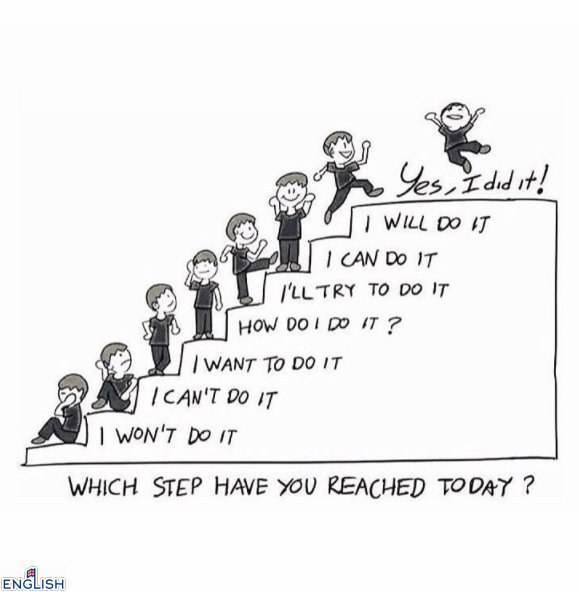 Yes, I did it!
I WILL DO IT
I CAN DO IT
I'LL TRY TO DO IT
HOW DO I DO IT ?
I WANT TO DO IT
I CAN'T DO IT
I WON'T DO IT
WHICH STEP HAVE YOU REACHED TODAY ?
ENGLISH